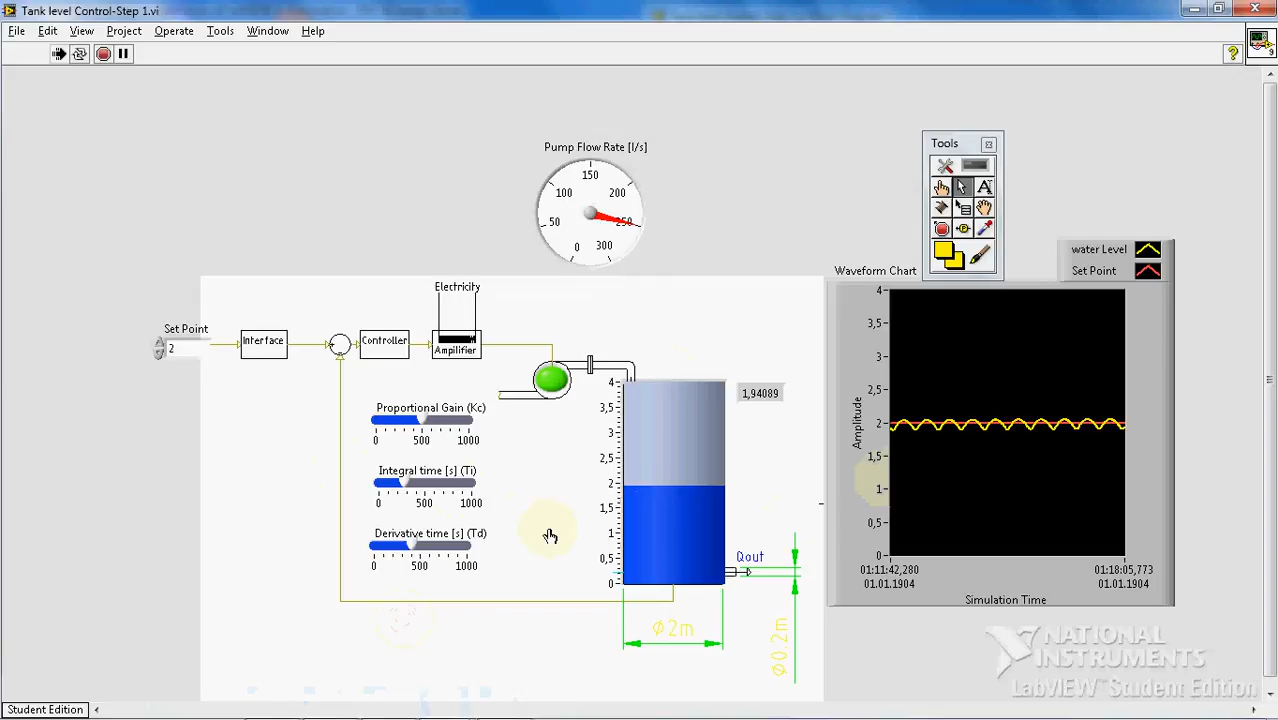 Tank level Control-Step 1.vi
File Edit View Project Operate Tools Window Help
9
Pump Flow Rate [l/s]
150
100 200
50 250
0 300
Tools
water Level
Set Point
Waveform Chart
Electricity
Set Point
2
Interface
Controller
Ampilifier
Proportional Gain (Kc)
0 500 1000
Integral time [s] (Ti)
0 500 1000
Derivative time [s] (Td)
0 500 1000
4
3,5
3
2,5
2
1,5
1
0,5
0
1,94089
Qout
Φ2m
Φ0.2m
Amplitude
4
3,5
3
2,5
2
1,5
1
0,5
0
01:11:42,280
01.01.1904
01:18:05,773
01.01.1904
Simulation Time
NATIONAL
INSTRUMENTS
LabVIEW™ Student Edition
Student Edition